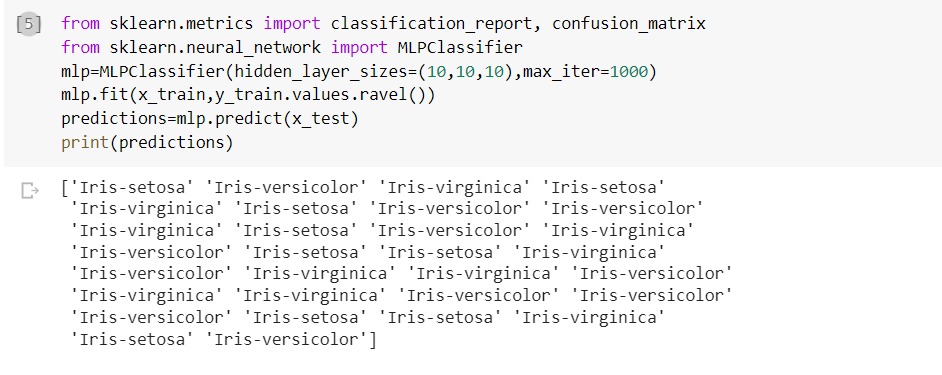 [5] from sklearn.metrics import classification_report, confusion_matrix
from sklearn.neural_network import MLPClassifier
mlp=MLPClassifier(hidden_layer_sizes=(10,10,10),max_iter=1000)
mlp.fit(x_train,y_train.values.ravel())
predictions=mlp.predict(x_test)
print(predictions)
['Iris-setosa' 'Iris-versicolor' 'Iris-virginica' 'Iris-setosa'
'Iris-virginica' 'Iris-setosa' 'Iris-versicolor' 'Iris-versicolor'
'Iris-virginica' 'Iris-setosa' 'Iris-versicolor' 'Iris-virginica'
'Iris-versicolor' 'Iris-setosa' 'Iris-setosa' 'Iris-virginica'
'Iris-versicolor' 'Iris-virginica' 'Iris-virginica' 'Iris-versicolor'
'Iris-virginica' 'Iris-virginica' 'Iris-versicolor' 'Iris-versicolor'
'Iris-versicolor' 'Iris-setosa' 'Iris-setosa' 'Iris-virginica'
'Iris-setosa' 'Iris-versicolor']